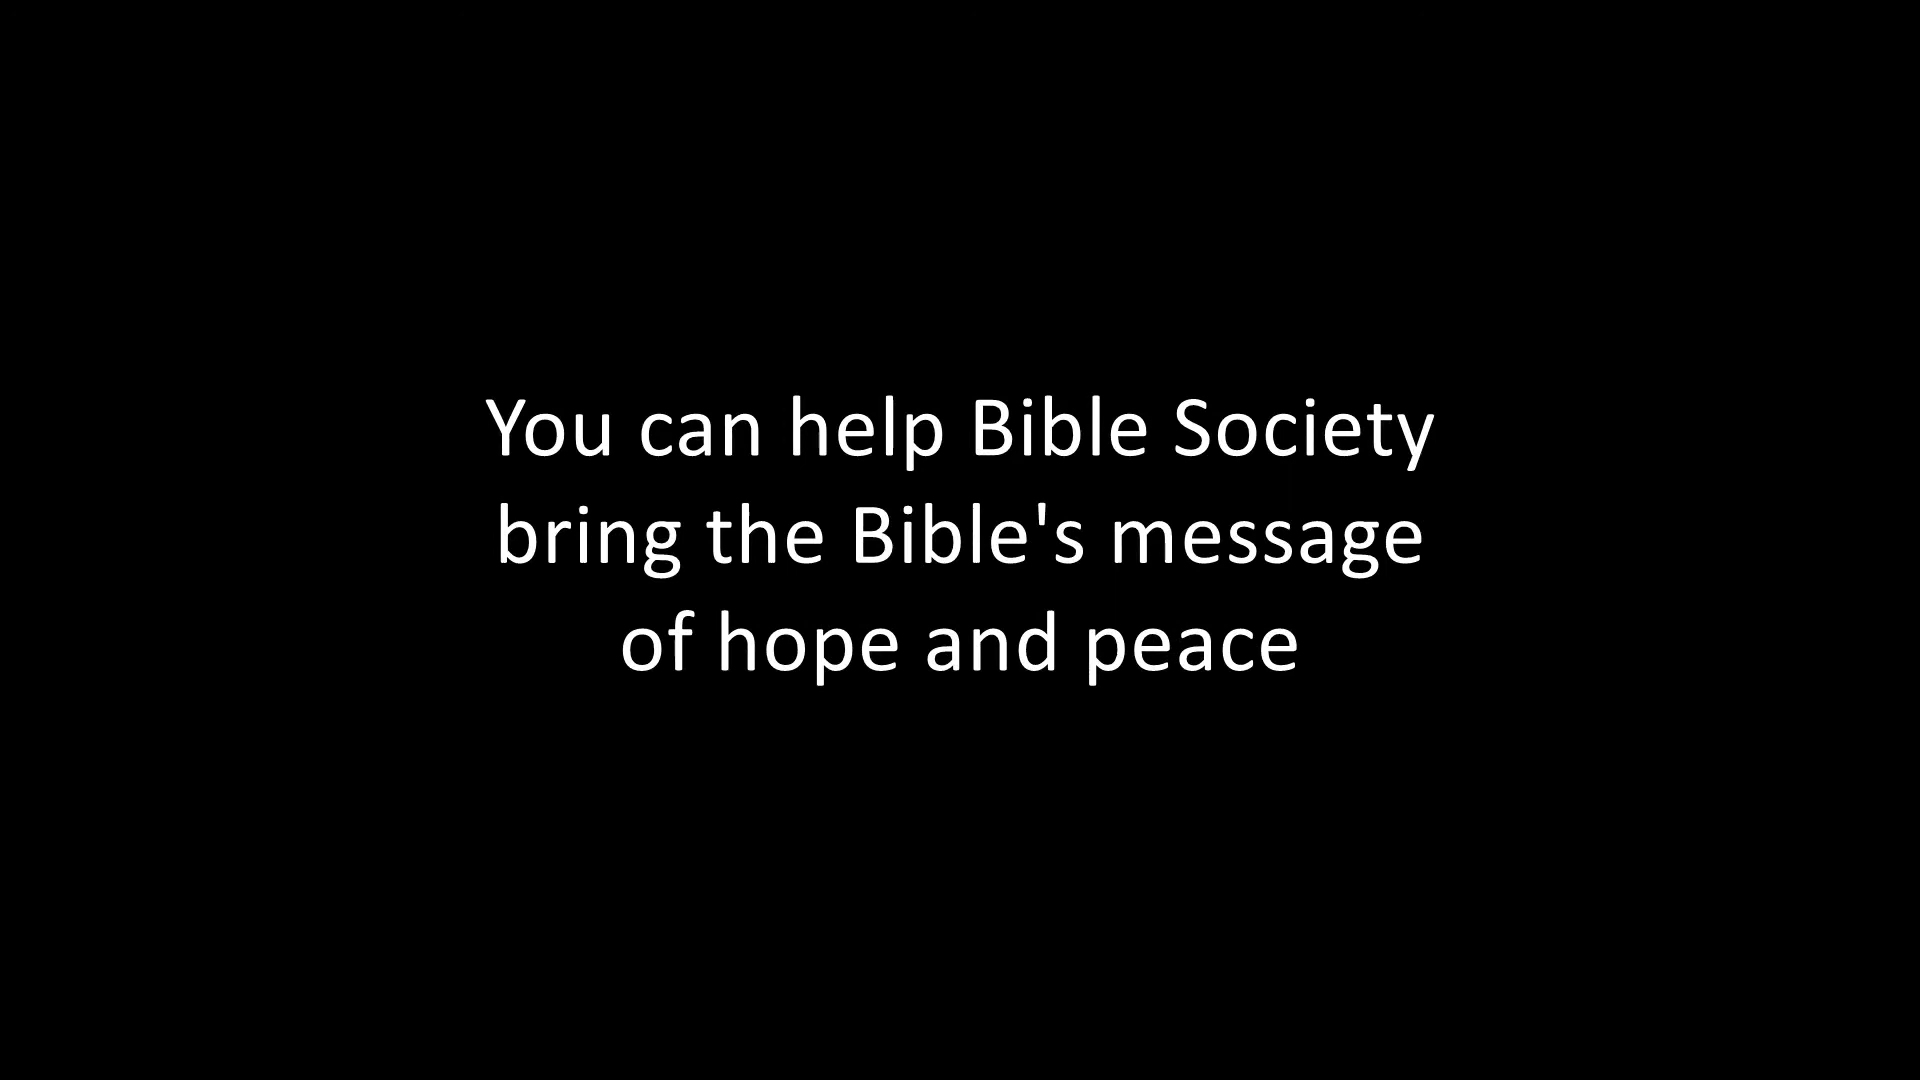 You can help Bible Society
bring the Bible's message
of hope and peace